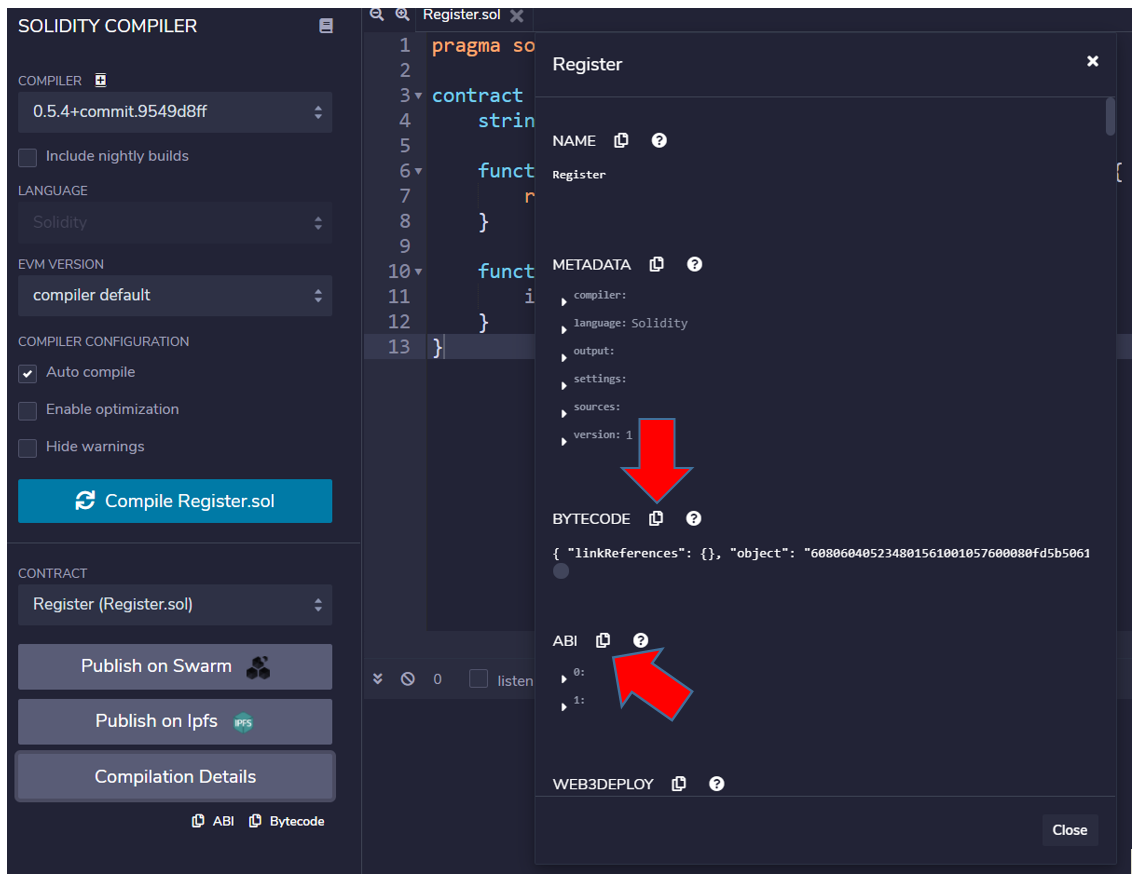 SOLIDITY COMPILER
COMPILER
0.5.4+commit.9549d8ff
Include nightly builds
LANGUAGE
Solidity
EVM VERSION
compiler default
COMPILER CONFIGURATION
Auto compile
Enable optimization
Hide warnings
Compile Register.sol
CONTRACT
Register (Register.sol)
Publish on Swarm
Publish on Ipfs
IPFS
Compilation Details
ABI Bytecode
Register.sol
1 pragma so
2
3 contract
4 strin
5
6 funct {
7 r
8 }
9
10 funct
11 i
12 }
13 }
0 listen
Register
NAME
Register
METADATA
compiler:
language: Solidity
output:
settings:
sources:
version: 1
BYTECODE
{ "linkReferences": {}, "object": "608060405234801561001057600080fd5b5061
ABI
0:
1:
WEB3DEPLOY
Close